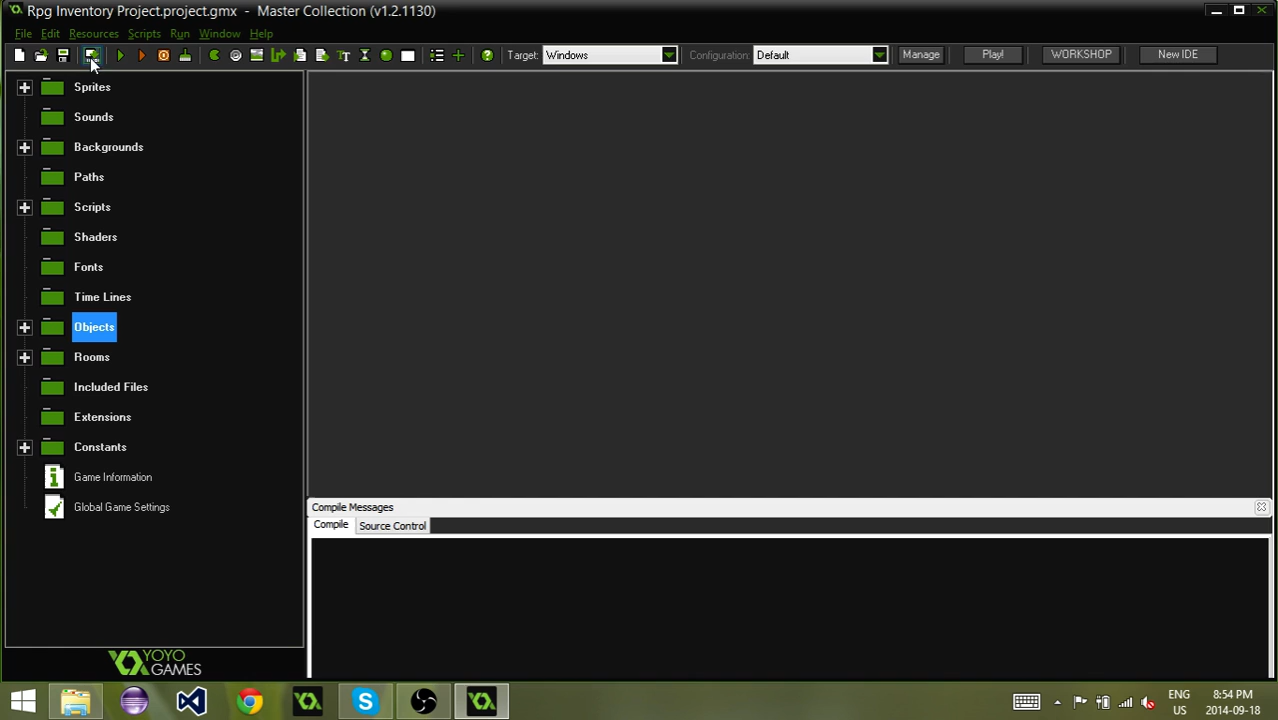 Rpg Inventory Project.project.gmx - Master Collection (v1.2.1130)
File Edit Resources Scripts Run Window Help
Target: Windows Configuration: Default Manage Play! WORKSHOP New IDE
Sprites
Sounds
Backgrounds
Paths
Scripts
Shaders
Fonts
Time Lines
Objects
Rooms
Included Files
Extensions
Constants
Game Information
Global Game Settings
Compile Messages
Compile Source Control
YOYO
GAMES
ENG 8:54 PM
US 2014-09-18